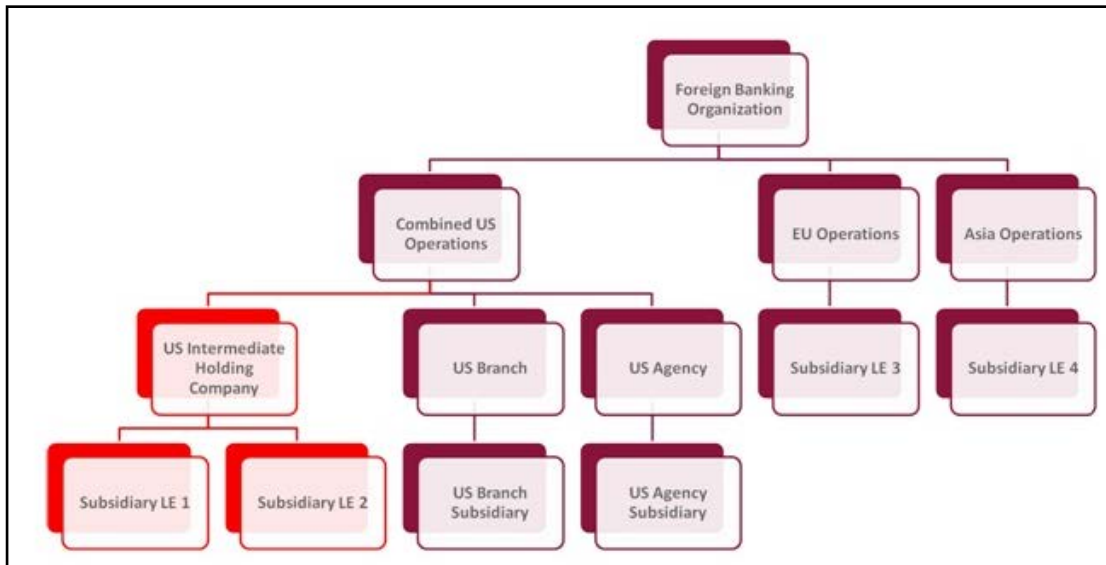 Foreign Banking
Organization
Combined US
Operations
EU Operations
Asia Operations
US Intermediate
Holding
Company
US Branch
US Agency
Subsidiary LE 3
Subsidiary LE 4
Subsidiary LE 1
Subsidiary LE 2
US Branch
Subsidiary
US Agency
Subsidiary